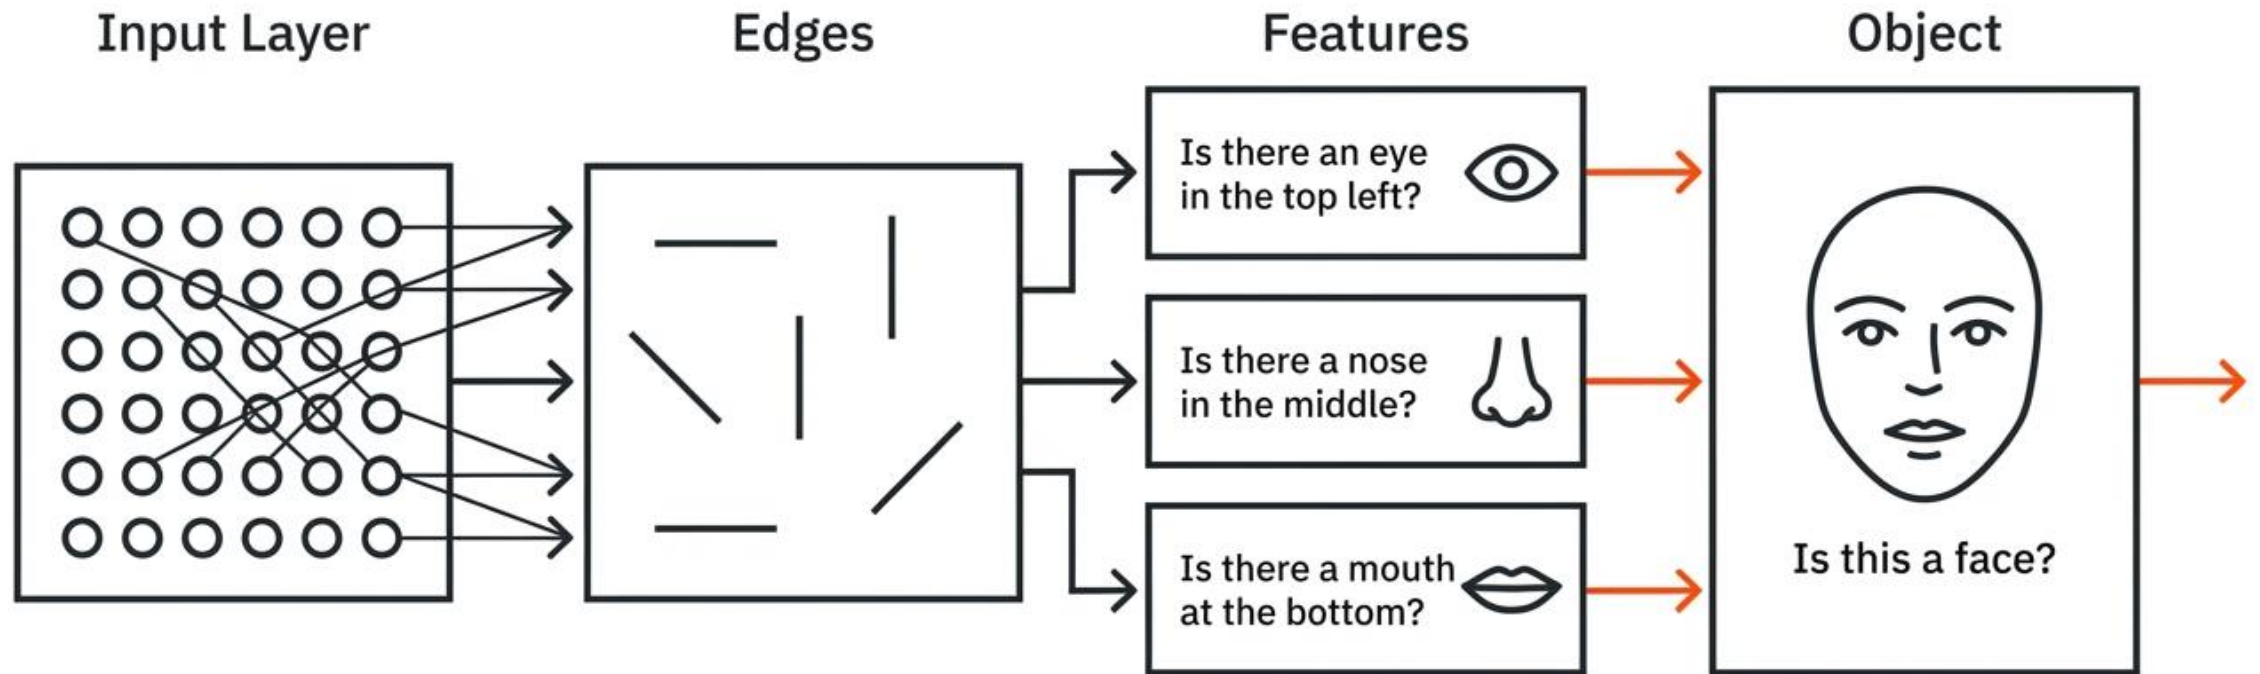 Input Layer
Edges
Features
Object
Is there an eye
in the top left?
Is there a nose
in the middle?
Is there a mouth
at the bottom?
Is this a face?